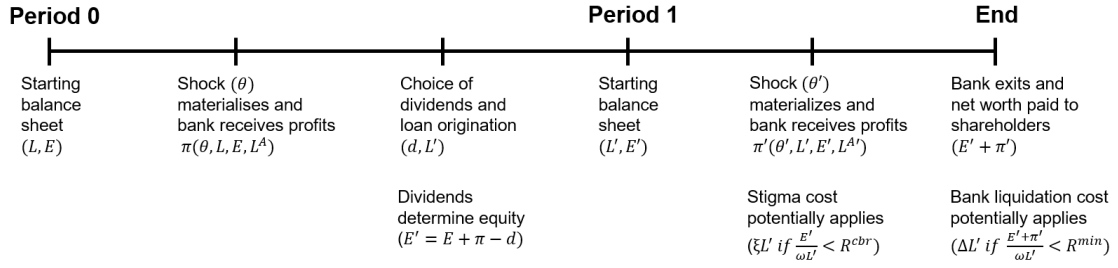 Period 0
Period 1
End
Starting
balance
sheet
(L, E)
Shock (θ)
materialises and
bank receives profits
π(θ, L, E, L^A)
Choice of
dividends and
loan origination
(d, L′)
Starting
balance
sheet
(L′, E′)
Shock (θ′)
materializes and
bank receives profits
π′(θ′, L′, E′, L^A′)
Bank exits and
net worth paid to
shareholders
(E′ + π′)
Dividends
determine equity
(E′ = E + π − d)
Stigma cost
potentially applies
(ξL′ if E′/ωL′ < R^cbr)
Bank liquidation cost
potentially applies
(ΔL′ if E′+π′/ωL′ < R^min)